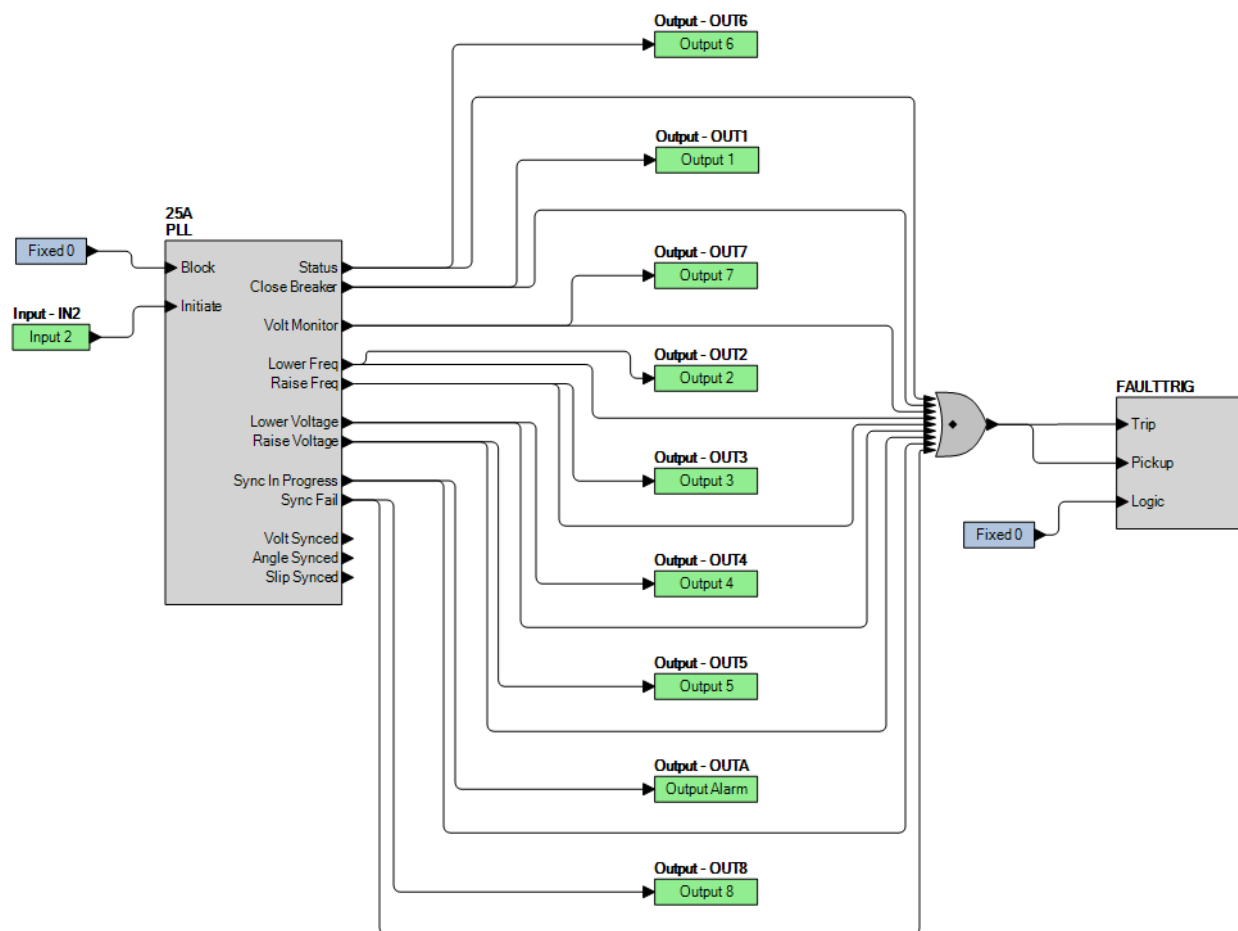 Output - OUT6
Output 6
Output - OUT1
Output 1
25A
PLL
Fixed 0
Block
Status
Close Breaker
Output - OUT7
Output 7
Input - IN2
Input 2
Initiate
Volt Monitor
Output - OUT2
Output 2
Lower Freq
Raise Freq
FAULTTRIG
Trip
Pickup
Logic
Fixed 0
Lower Voltage
Raise Voltage
Output - OUT3
Output 3
Sync In Progress
Sync Fail
Volt Synced
Angle Synced
Slip Synced
Output - OUT4
Output 4
Output - OUT5
Output 5
Output - OUTA
Output Alarm
Output - OUT8
Output 8